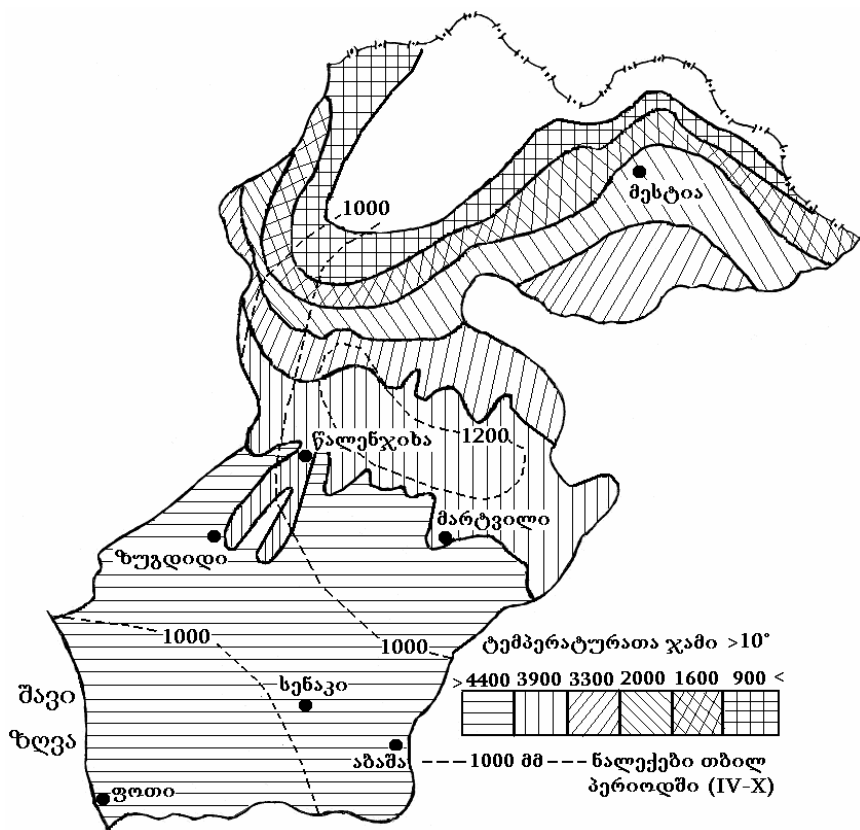 1000
მესტია
1200
წალენჯიხა
მარტვილი
ზუგდიდი
1000
1000
სენაკი
შავი
ზღვა
აბაშა
ფოთი
ტემპერატურათა ჯამი >10°
>4400 3900 3300 2000 1600 900 <
1000 მმ ნალექები თბილ
პერიოდში (IV-X)